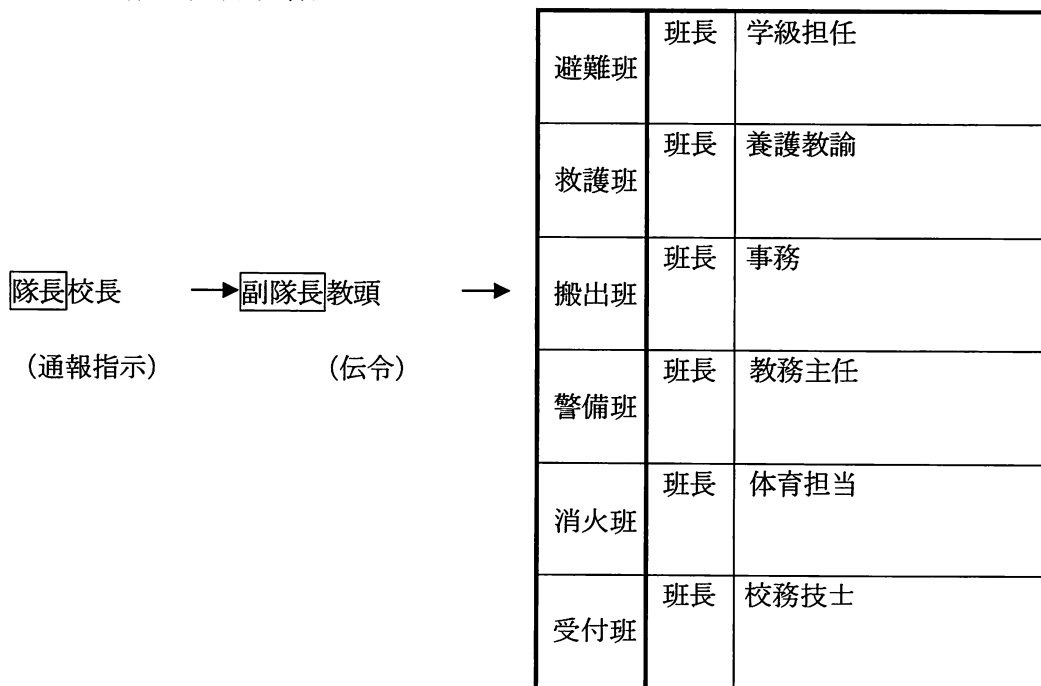 隊長校長 → 副隊長教頭 →
(通報指示) (伝令)
避難班 班長 学級担任
救護班 班長 養護教諭
搬出班 班長 事務
警備班 班長 教務主任
消火班 班長 体育担当
受付班 班長 校務技士